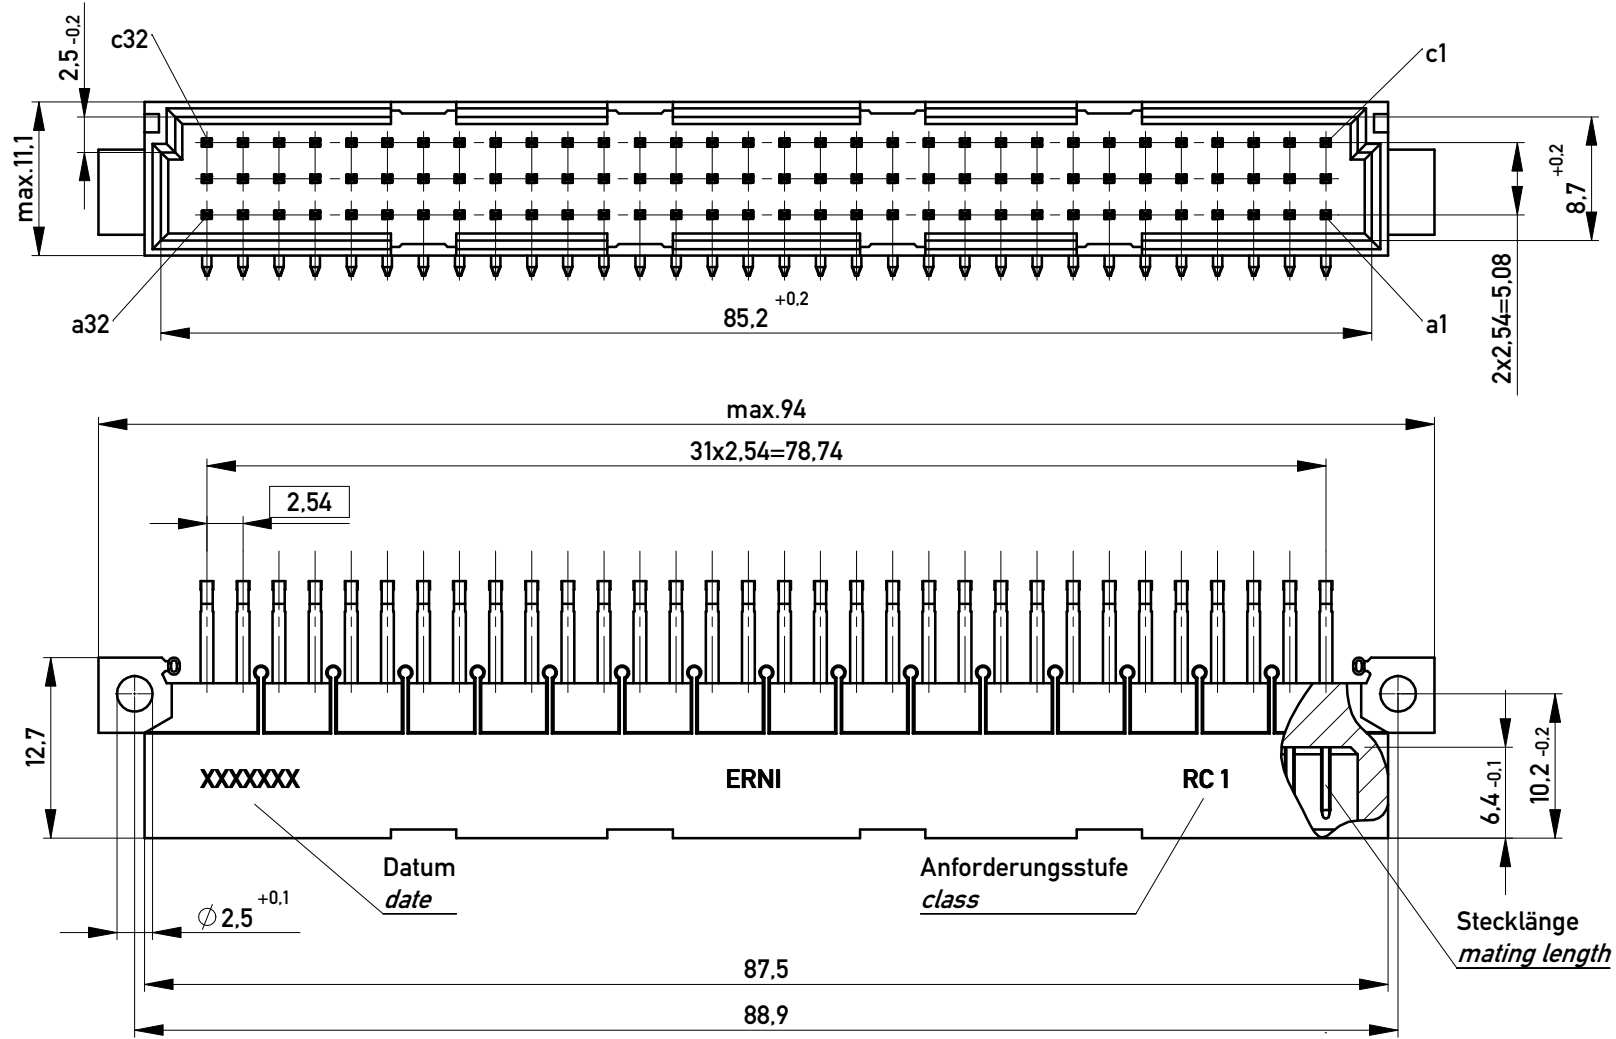 c32
c1
2,5 -0,2
max.11,1
8,7 +0,2
a32
85,2 +0,2
a1
2x2,54=5,08
max.94
31x2,54=78,74
2,54
12,7
XXXXXXX
ERNI
RC 1
6,4 -0,1
10,2 -0,2
Datum
date
Anforderungsstufe
class
∅ 2,5 +0,1
Stecklänge
mating length
87,5
88,9